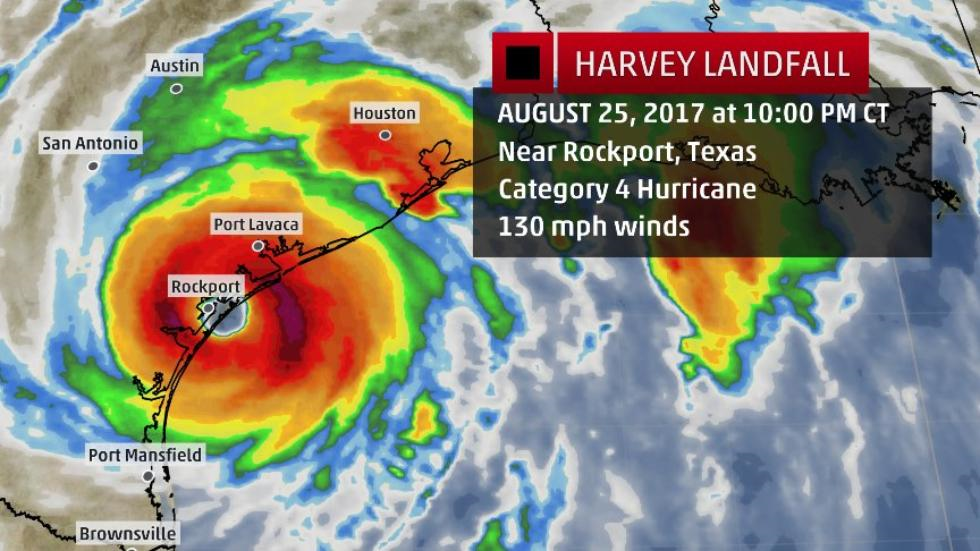 HARVEY LANDFALL
AUGUST 25, 2017 at 10:00 PM CT
Near Rockport, Texas
Category 4 Hurricane
130 mph winds
Austin
Houston
San Antonio
Port Lavaca
Rockport
Port Mansfield
Brownsville